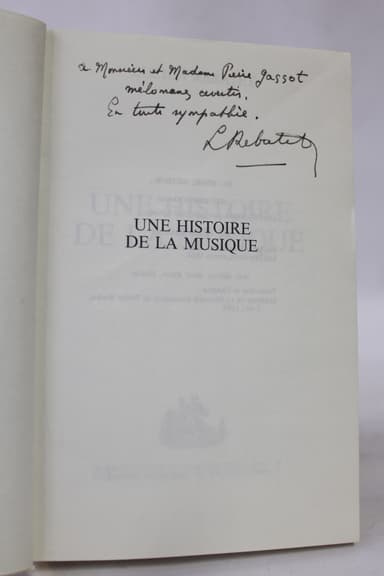 à Monsieur et Madame Pierre Gassot
mélomanes avertis,
En toute sympathie.
L Rebatet
UNE HISTOIRE
DE LA MUSIQUE